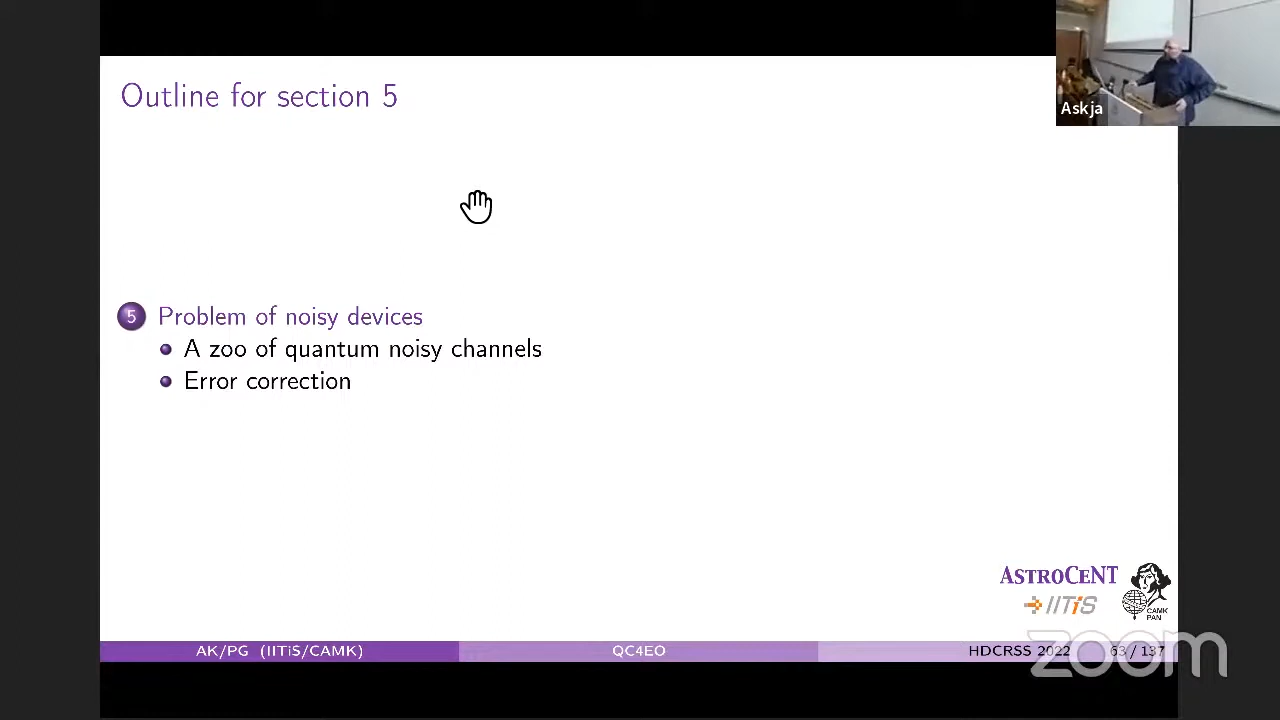 Outline for section 5
Askja
5 Problem of noisy devices
A zoo of quantum noisy channels
Error correction
ASTROCENT
IITiS
CAMK
PAN
AK/PG (IITiS/CAMK)
QC4EO
HDCRSS 2022
63 / 137
zoom